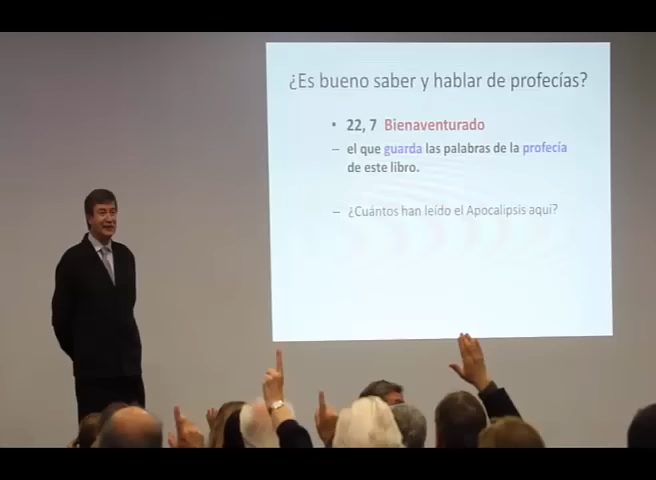 ¿Es bueno saber y hablar de profecías?
• 22, 7 Bienaventurado
– el que guarda las palabras de la profecía
de este libro.
– ¿Cuántos han leído el Apocalipsis aquí?